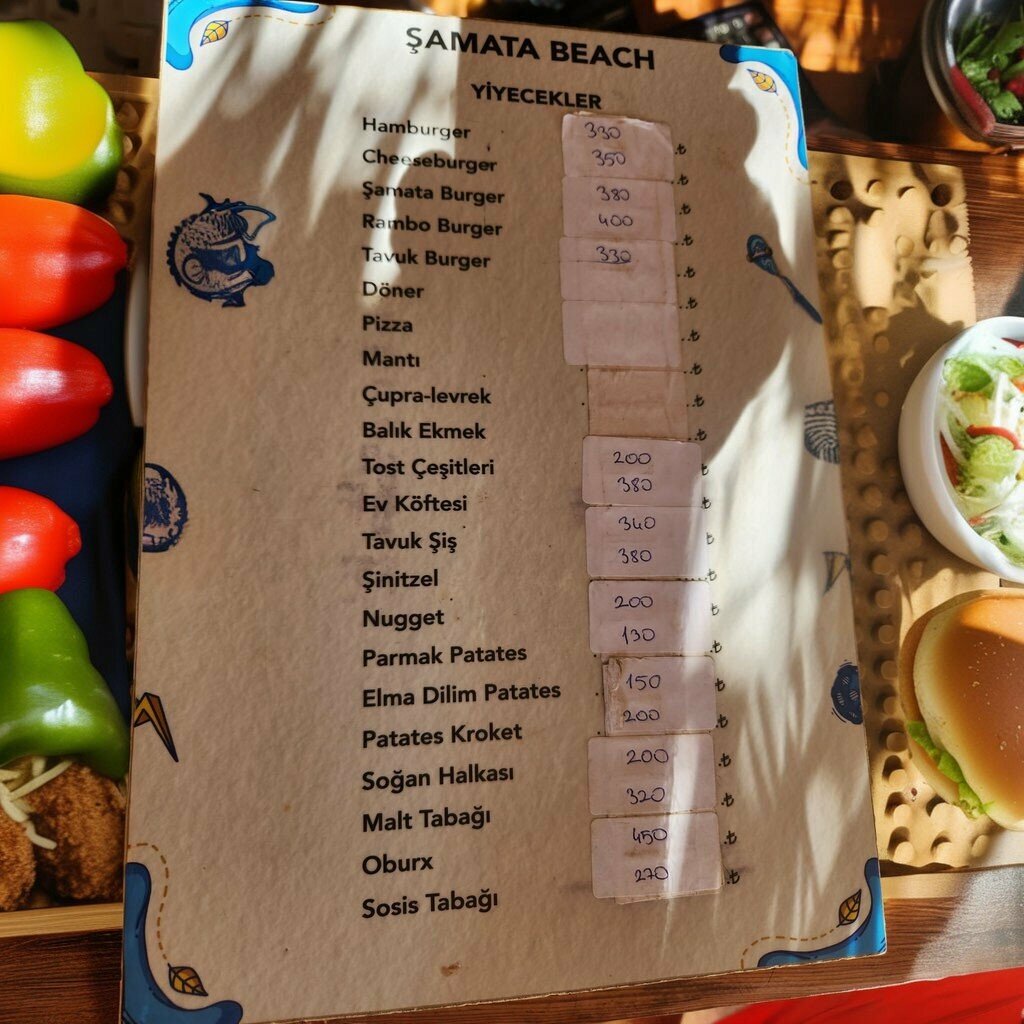 ŞAMATA BEACH
YİYECEKLER
Hamburger 330 ₺
Cheeseburger 350 ₺
Şamata Burger 380 ₺
Rambo Burger 400 ₺
Tavuk Burger 330 ₺
Döner ₺
Pizza ₺
Mantı ₺
Çupra-levrek ₺
Balık Ekmek ₺
Tost Çeşitleri 200 ₺
Ev Köftesi 380 ₺
Tavuk Şiş 340 ₺
Şinitzel 380 ₺
Nugget 200 ₺
Parmak Patates 130 ₺
Elma Dilim Patates 150 ₺
Patates Kroket 200 ₺
Soğan Halkası 200 ₺
Malt Tabağı 320 ₺
Oburx 450 ₺
Sosis Tabağı 270 ₺